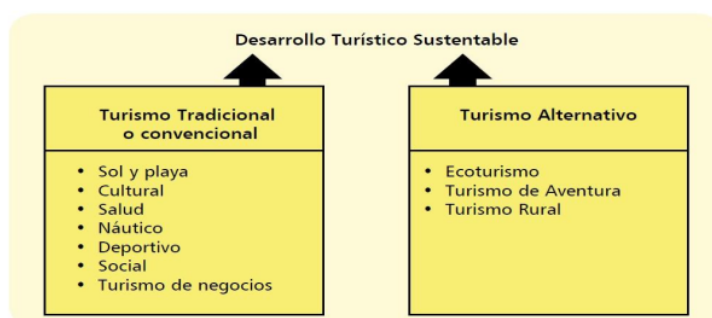 Desarrollo Turístico Sustentable
Turismo Tradicional
o convencional
• Sol y playa
• Cultural
• Salud
• Náutico
• Deportivo
• Social
• Turismo de negocios
Turismo Alternativo
• Ecoturismo
• Turismo de Aventura
• Turismo Rural